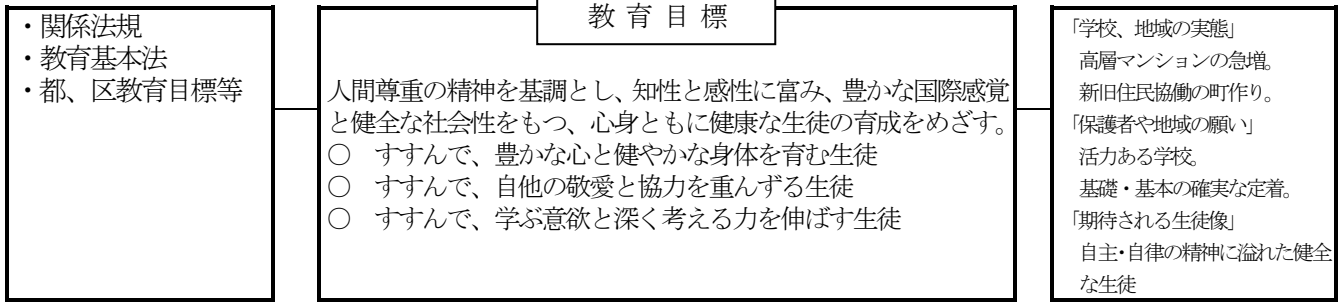 ・関係法規
・教育基本法
・都、区教育目標等
教 育 目 標
人間尊重の精神を基調とし、知性と感性に富み、豊かな国際感覚
と健全な社会性をもつ、心身ともに健康な生徒の育成をめざす。
○　すすんで、豊かな心と健やかな身体を育む生徒
○　すすんで、自他の敬愛と協力を重んずる生徒
○　すすんで、学ぶ意欲と深く考える力を伸ばす生徒
「学校、地域の実態」
高層マンションの急増。
新旧住民協働の町作り。
「保護者や地域の願い」
活力ある学校。
基礎・基本の確実な定着。
「期待される生徒像」
自主・自律の精神に溢れた健全
な生徒